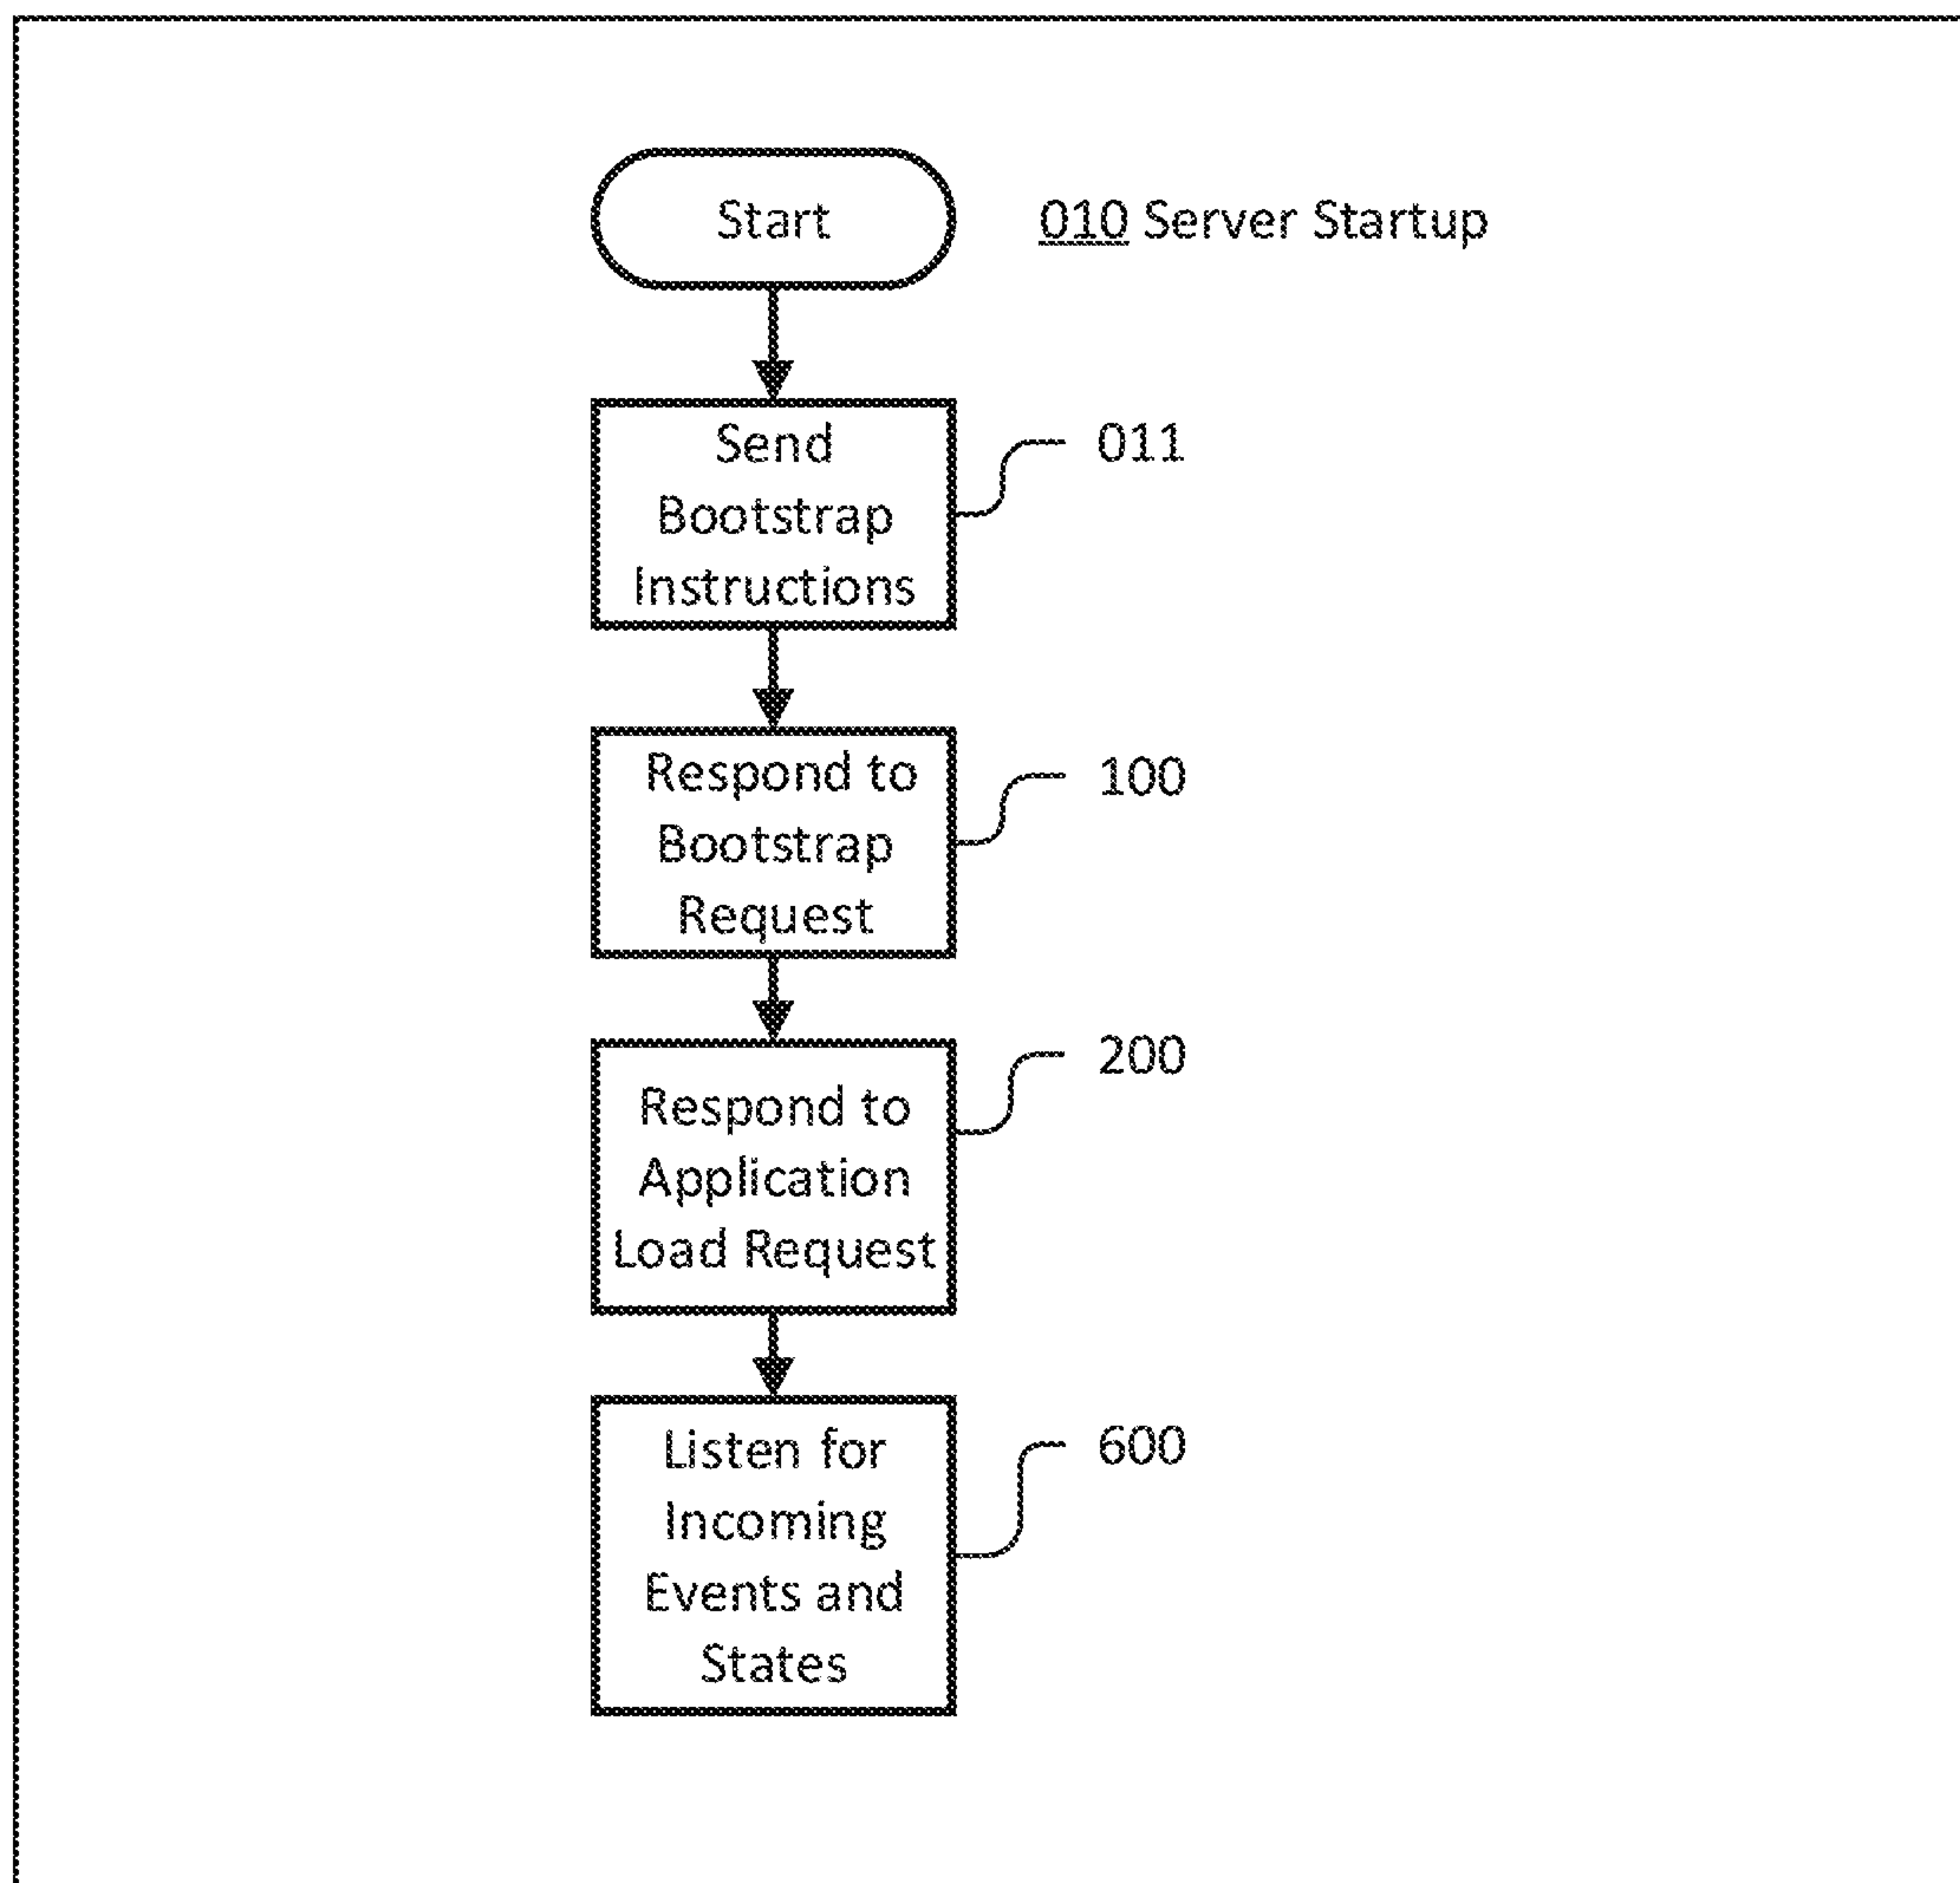 Start
010 Server Startup
Send
Bootstrap
Instructions
011
Respond to
Bootstrap
Request
100
Respond to
Application
Load Request
200
Listen for
Incoming
Events and
States
600